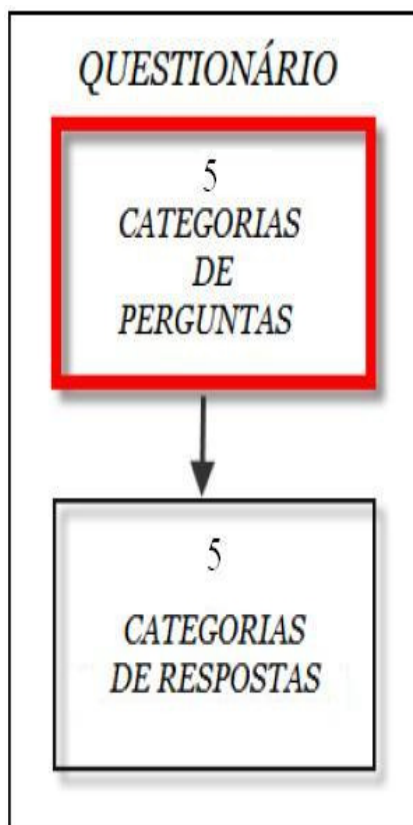 QUESTIONÁRIO
5
CATEGORIAS
DE
PERGUNTAS
5
CATEGORIAS
DE RESPOSTAS